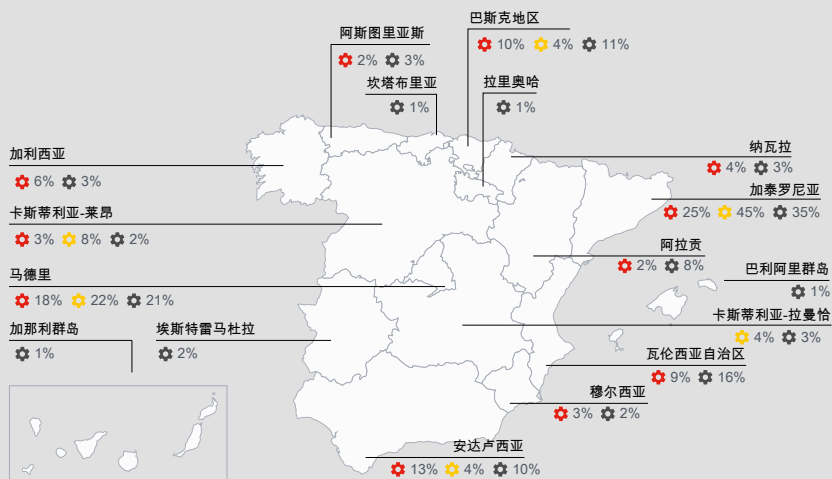 阿斯图里亚斯
2% 3%
巴斯克地区
10% 4% 11%
坎塔布里亚
1%
拉里奥哈
1%
加利西亚
6% 3%
纳瓦拉
4% 3%
加泰罗尼亚
25% 45% 35%
卡斯蒂利亚-莱昂
3% 8% 2%
阿拉贡
2% 8%
马德里
18% 22% 21%
巴利阿里群岛
1%
卡斯蒂利亚-拉曼恰
4% 3%
加那利群岛
1%
埃斯特雷马杜拉
2%
瓦伦西亚自治区
9% 16%
穆尔西亚
3% 2%
安达卢西亚
13% 4% 10%